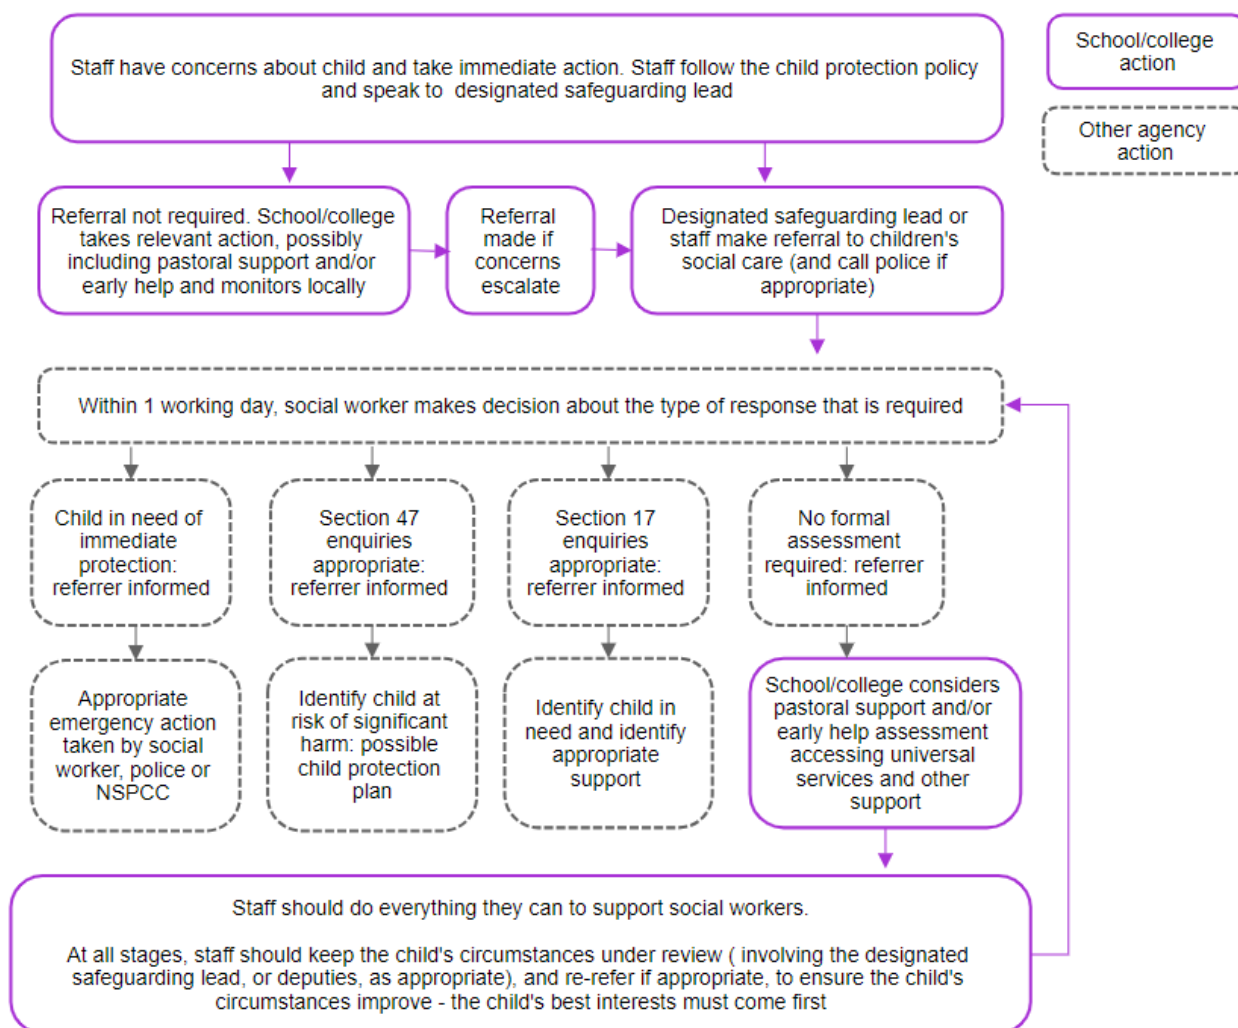 Staff have concerns about child and take immediate action. Staff follow the child protection policy
and speak to  designated safeguarding lead
School/college
action
Other agency
action
Referral not required. School/college
takes relevant action, possibly
including pastoral support and/or
early help and monitors locally
Referral
made if
concerns
escalate
Designated safeguarding lead or
staff make referral to children's
social care (and call police if
appropriate)
Within 1 working day, social worker makes decision about the type of response that is required
Child in need of
immediate
protection:
referrer informed
Section 47
enquiries
appropriate:
referrer informed
Section 17
enquiries
appropriate:
referrer informed
No formal
assessment
required: referrer
informed
Appropriate
emergency action
taken by social
worker, police or
NSPCC
Identify child at
risk of significant
harm: possible
child protection
plan
Identify child in
need and identify
appropriate
support
School/college considers
pastoral support and/or
early help assessment
accessing universal
services and other
support
Staff should do everything they can to support social workers.
At all stages, staff should keep the child's circumstances under review ( involving the designated
safeguarding lead, or deputies, as appropriate), and re-refer if appropriate, to ensure the child's
circumstances improve - the child's best interests must come first